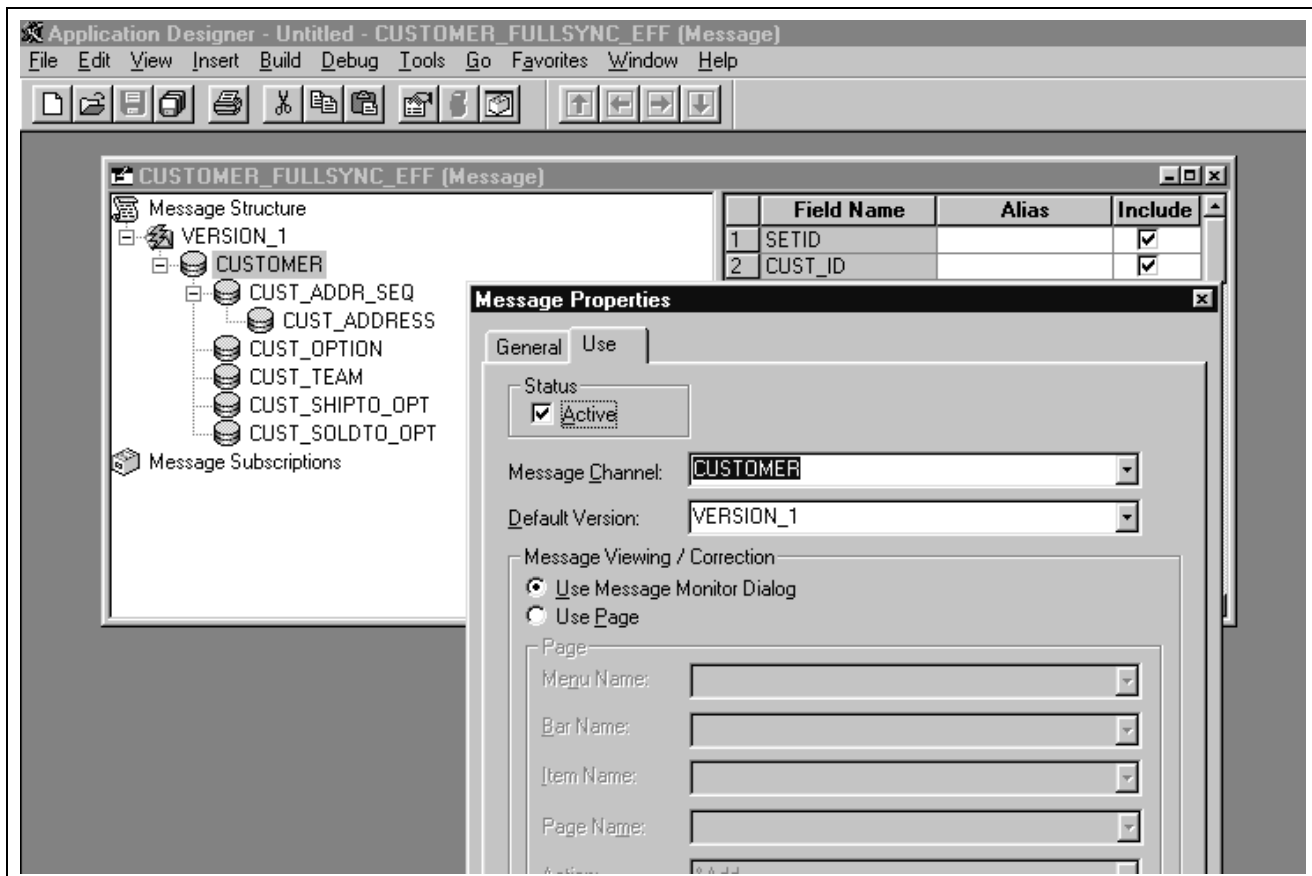 Application Designer - Untitled - CUSTOMER_FULLSYNC_EFF (Message)
File Edit View Insert Build Debug Tools Go Favorites Window Help
CUSTOMER_FULLSYNC_EFF (Message)
Message Structure
VERSION_1
CUSTOMER
CUST_ADDR_SEQ
CUST_ADDRESS
CUST_OPTION
CUST_TEAM
CUST_SHIPTO_OPT
CUST_SOLDTO_OPT
Message Subscriptions
Field Name Alias Include
1 SETID
2 CUST_ID
Message Properties
General Use
Status
Active
Message Channel: CUSTOMER
Default Version: VERSION_1
Message Viewing / Correction
Use Message Monitor Dialog
Use Page
Page
Menu Name:
Bar Name:
Item Name:
Page Name: